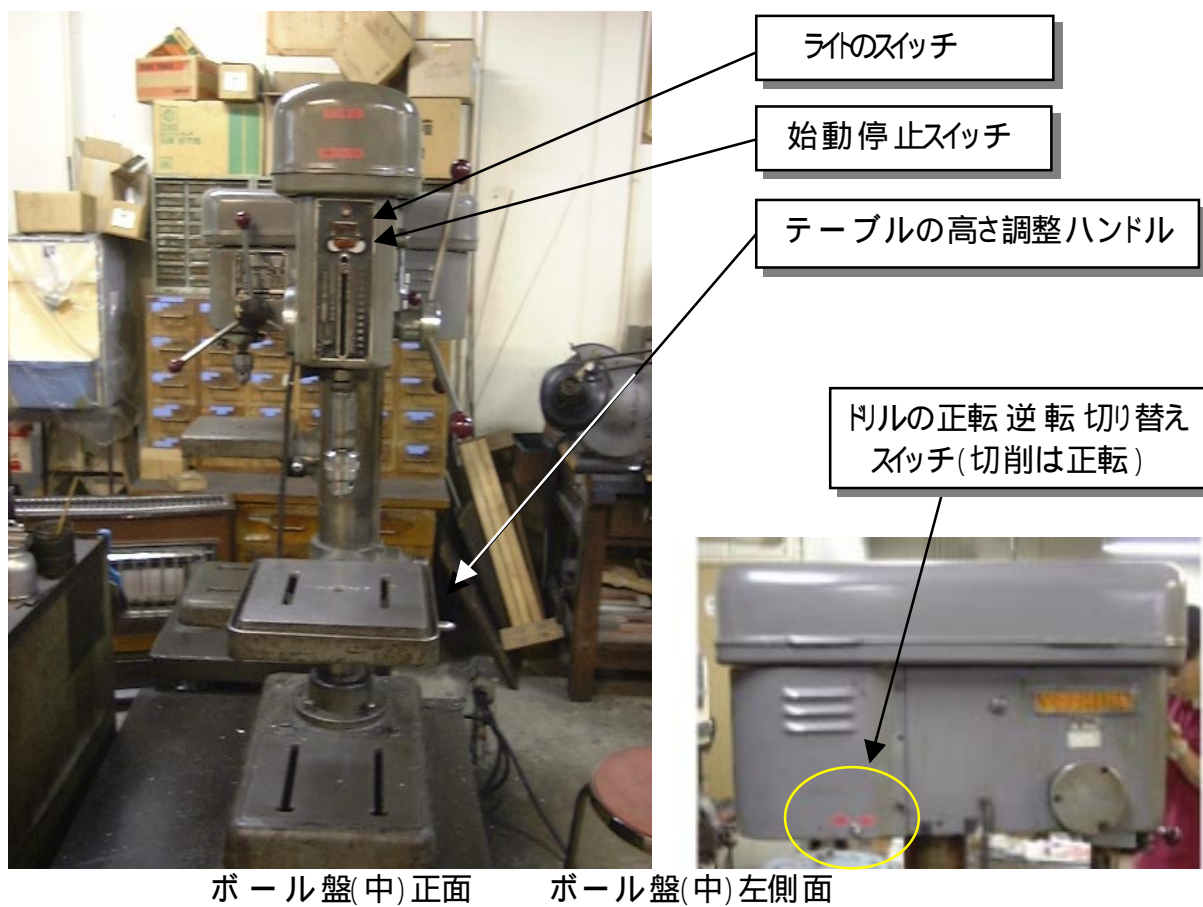 ライトのスイッチ
始動停止スイッチ
テーブルの高さ調整ハンドル
ドリルの正転逆転切り替え
スイッチ(切削は正転)
ボール盤(中)正面
ボール盤(中)左側面